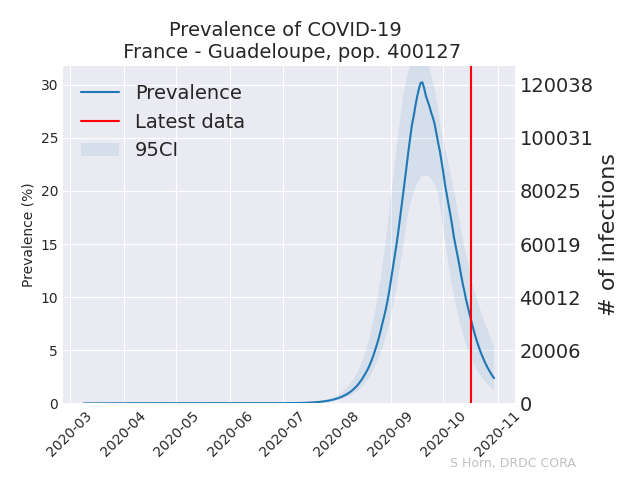 Prevalence of COVID-19
France - Guadeloupe, pop. 400127
Prevalence
Latest data
95CI
Prevalence (%)
30
25
20
15
10
5
0
120038
100031
80025
60019
40012
20006
0
# of infections
2020-03
2020-04
2020-05
2020-06
2020-07
2020-08
2020-09
2020-10
2020-11
S Horn, DRDC CORA